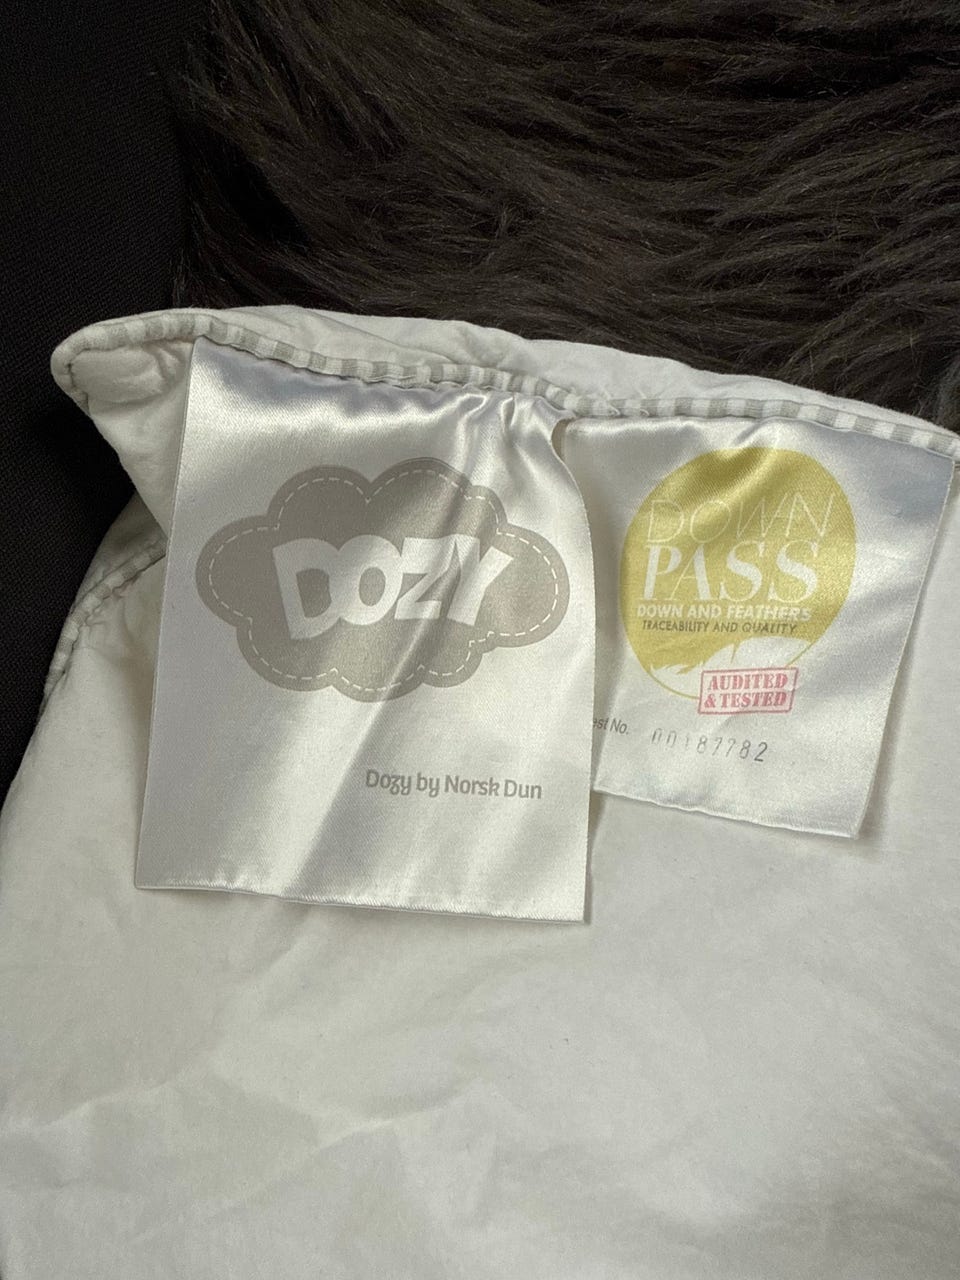 DOZY
Dozy by Norsk Dun
DOWN
PASS
DOWN AND FEATHERS
TRACEABILITY AND QUALITY
AUDITED
& TESTED
est No. 00187782